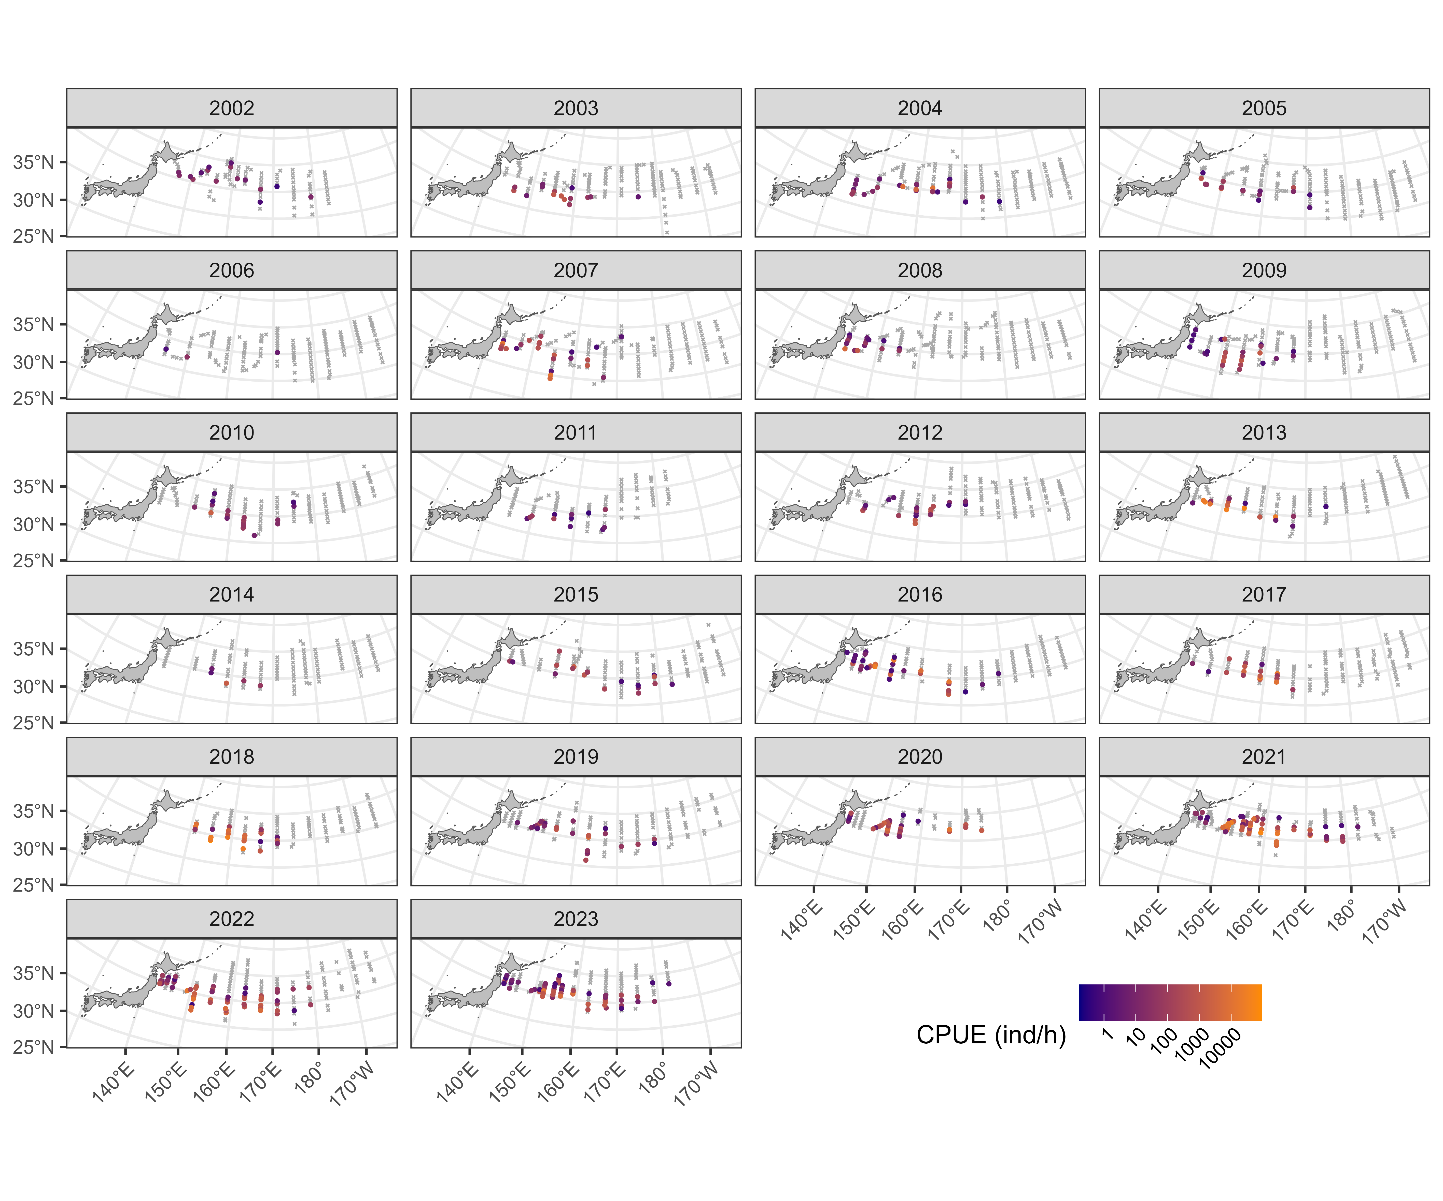 2002 2003 2004 2005
35°N
30°N
25°N
2006 2007 2008 2009
35°N
30°N
25°N
2010 2011 2012 2013
35°N
30°N
25°N
2014 2015 2016 2017
35°N
30°N
25°N
2018 2019 2020 2021
35°N
30°N
25°N
140°E 150°E 160°E 170°E 180° 170°W 140°E 150°E 160°E 170°E 180° 170°W
2022 2023
35°N
30°N
25°N
140°E 150°E 160°E 170°E 180° 170°W 140°E 150°E 160°E 170°E 180° 170°W
CPUE (ind/h)
1 10 100 1000 10000